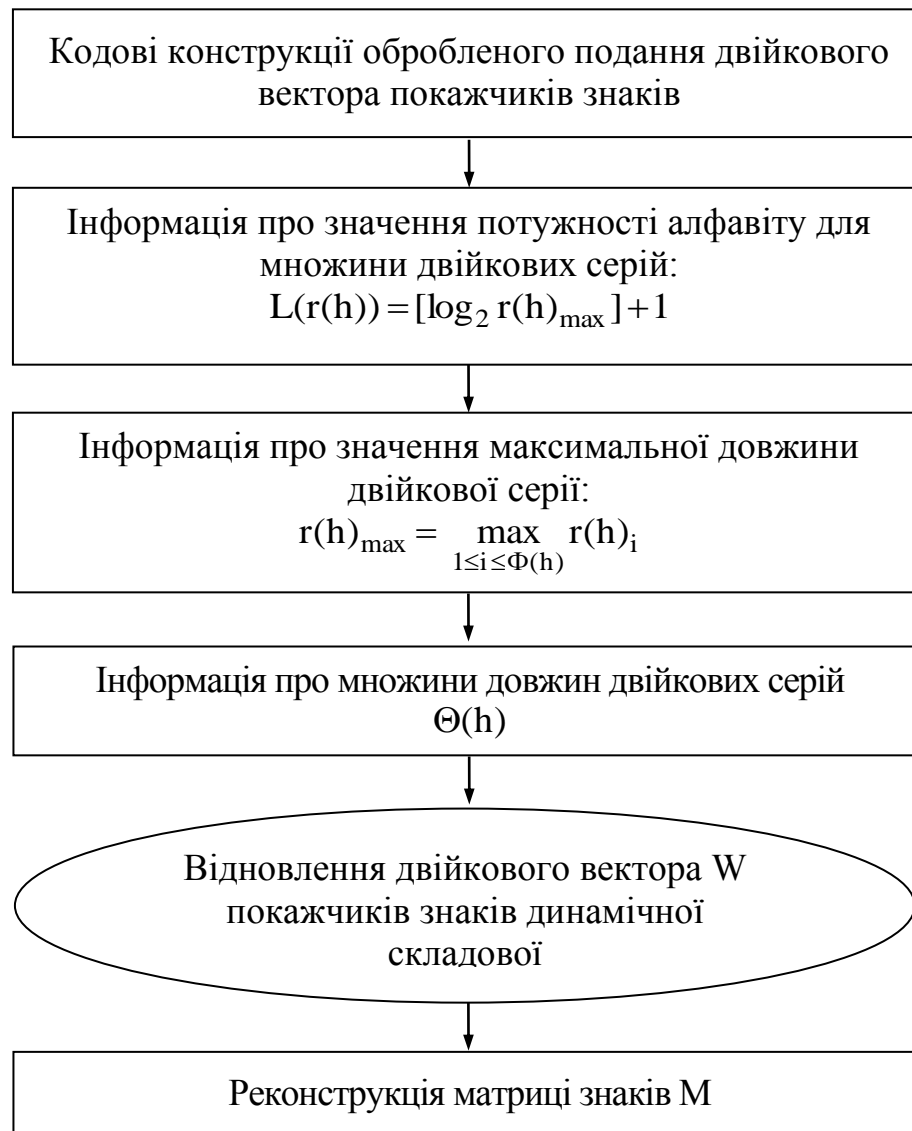 Кодові конструкції обробленого подання двійкового
вектора покажчиків знаків
Інформація про значення потужності алфавіту для
множини двійкових серій:
L(r(h)) = [log₂ r(h)ₘₐₓ] + 1
Інформація про значення максимальної довжини
двійкової серії:
r(h)ₘₐₓ = max r(h)ᵢ
1≤i≤Φ(h)
Інформація про множини довжин двійкових серій
Θ(h)
Відновлення двійкового вектора W
покажчиків знаків динамічної
складової
Реконструкція матриці знаків M